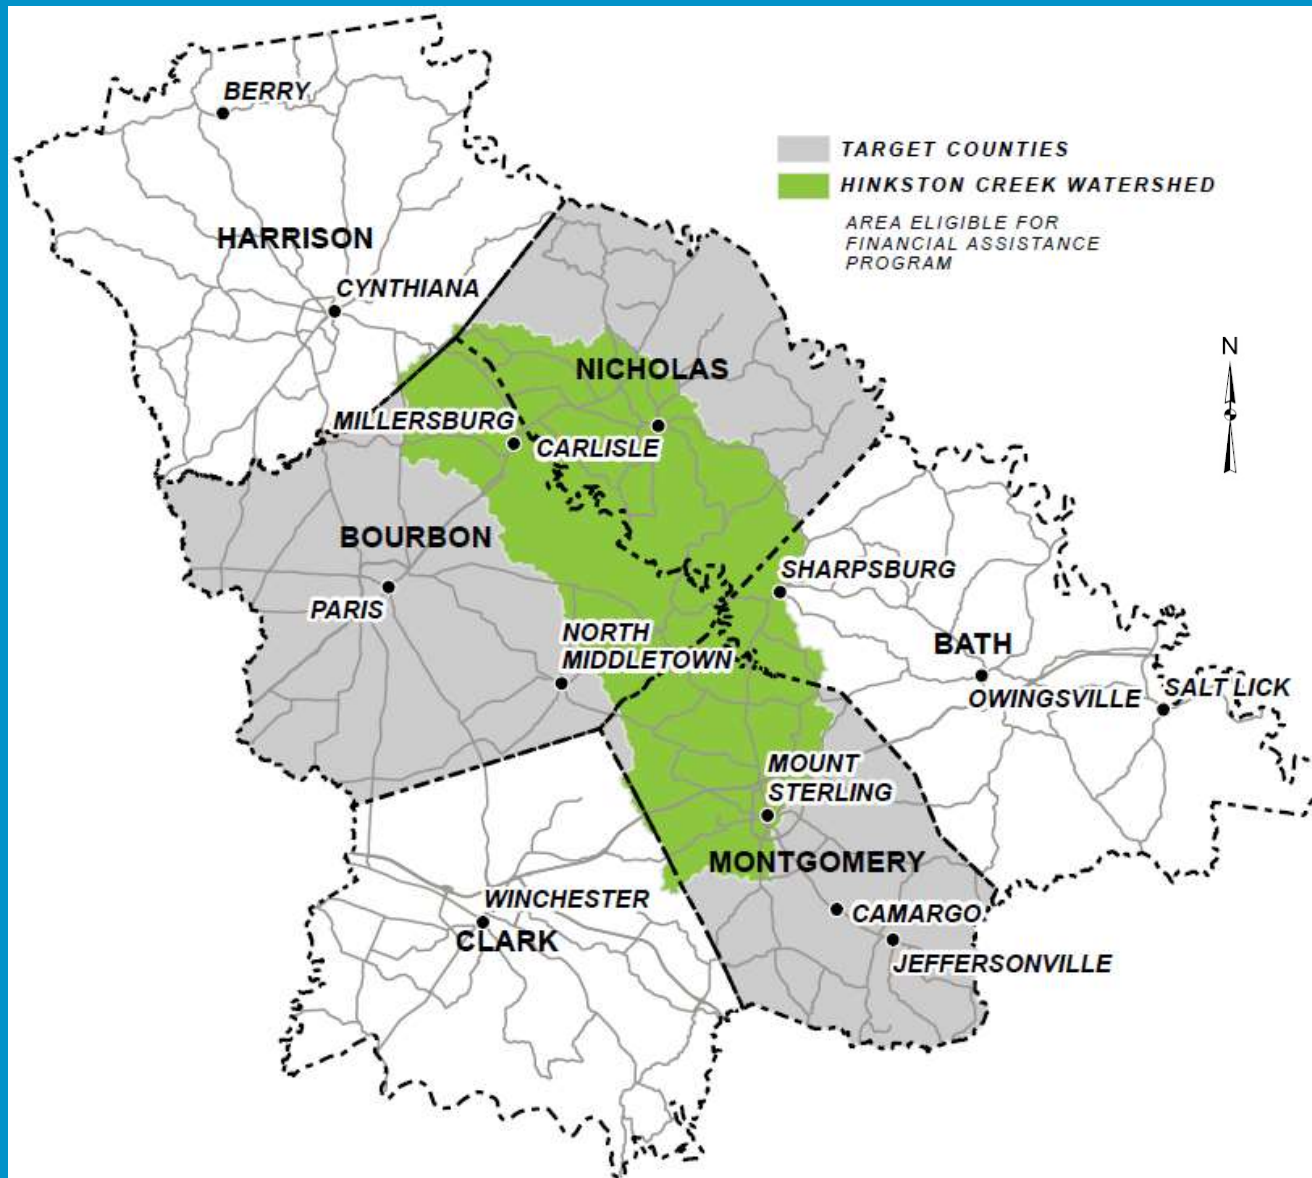 BERRY
TARGET COUNTIES
HINKSTON CREEK WATERSHED
AREA ELIGIBLE FOR
FINANCIAL ASSISTANCE
PROGRAM
HARRISON
CYNTHIANA
N
NICHOLAS
MILLERSBURG
CARLISLE
BOURBON
SHARPSBURG
PARIS
NORTH
MIDDLETOWN
BATH
OWINGSVILLE
SALT LICK
MOUNT
STERLING
MONTGOMERY
WINCHESTER
CLARK
CAMARGO
JEFFERSONVILLE